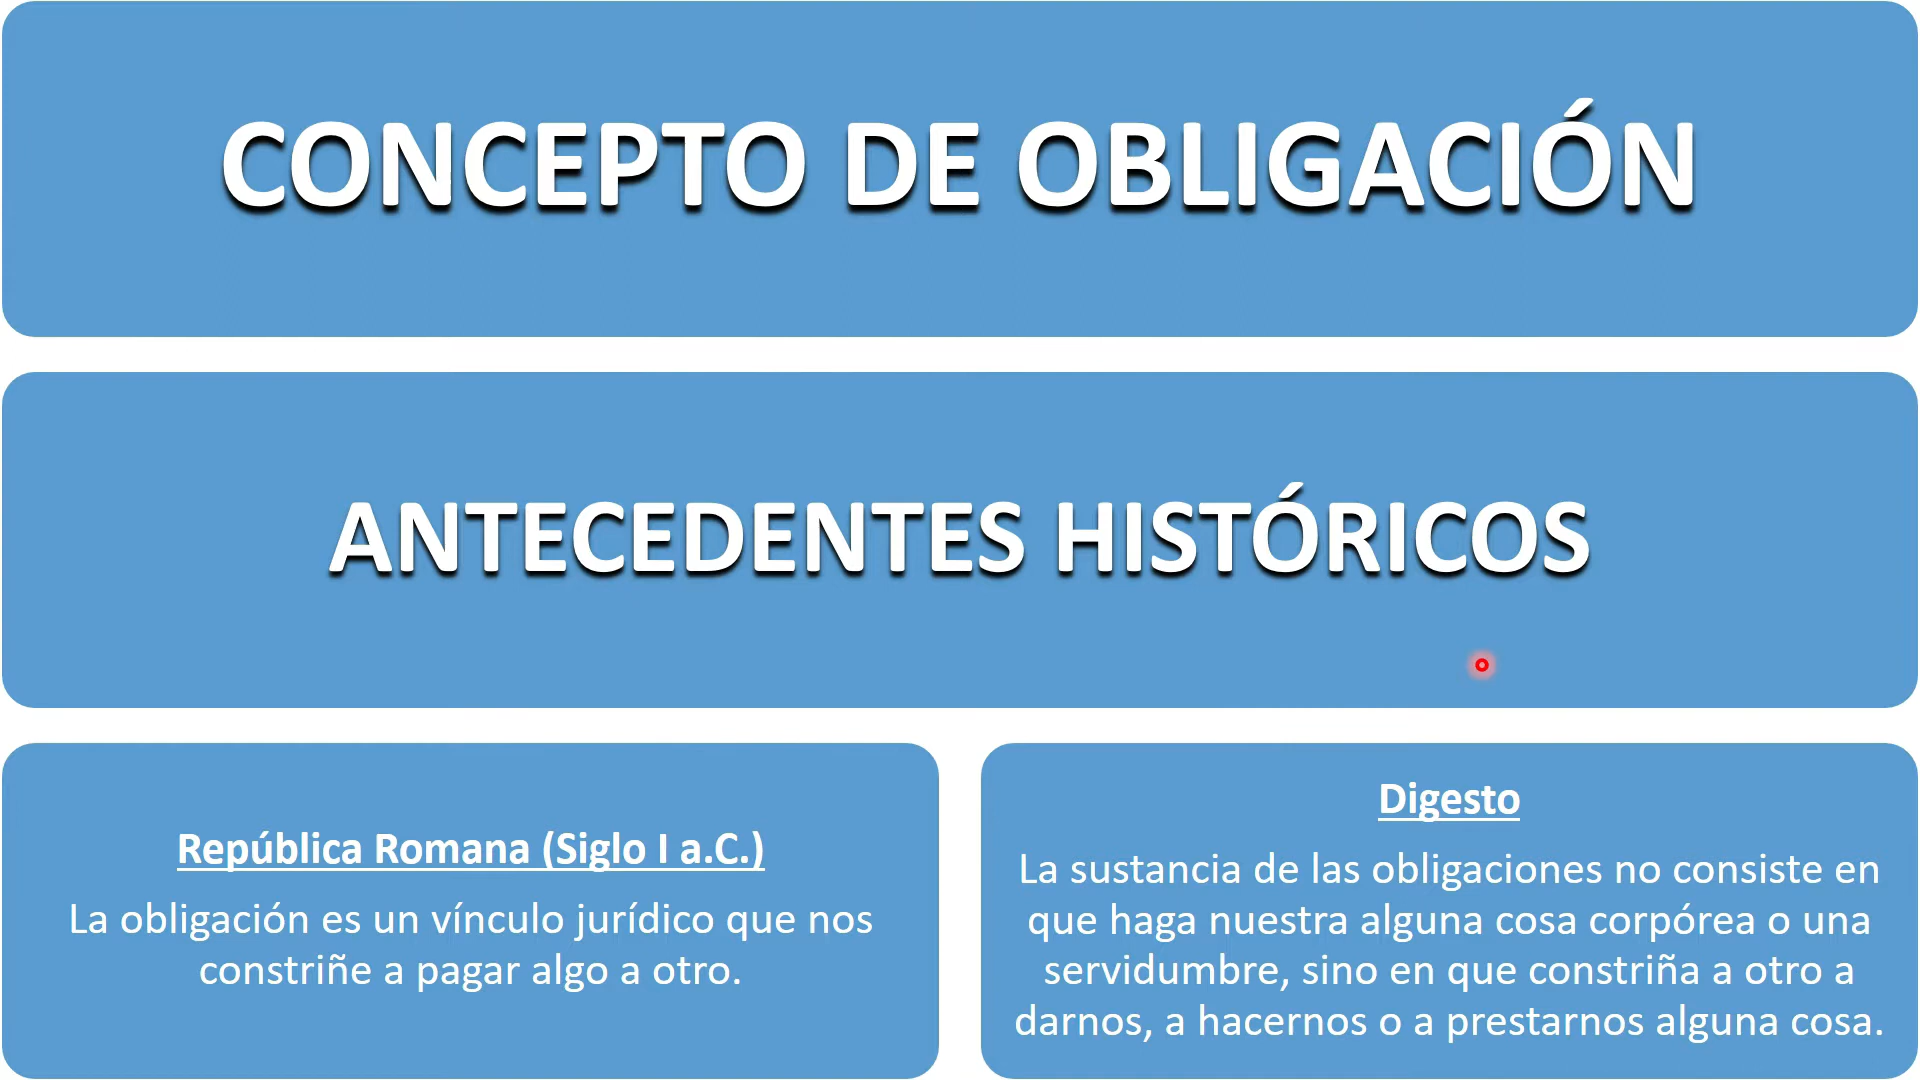 CONCEPTO DE OBLIGACIÓN
ANTECEDENTES HISTÓRICOS
República Romana (Siglo I a.C.)
La obligación es un vínculo jurídico que nos
constriñe a pagar algo a otro.
Digesto
La sustancia de las obligaciones no consiste en
que haga nuestra alguna cosa corpórea o una
servidumbre, sino en que constriña a otro a
darnos, a hacernos o a prestarnos alguna cosa.